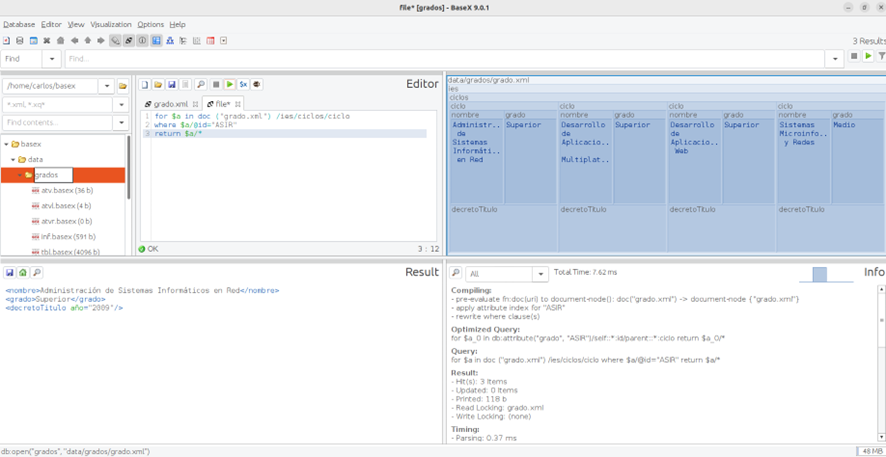 file* [grados] - BaseX 9.0.1
Database Editor View Visualization Options Help
3 Results
Find
Find...
/home/carlos/basex
*.xml, *.xq*
Find contents...
basex
data
grados
atv.basex (36 b)
atvl.basex (4 b)
atvr.basex (0 b)
inf.basex (591 b)
tbl.basex (4096 b)
Editor
grado.xml
file*
1 for $a in doc ("grado.xml") /ies/ciclos/ciclo
2 where $a/@id="ASIR"
3 return $a/*
OK
3 : 12
data/grados/grado.xml
ies
ciclos
ciclo ciclo ciclo ciclo
nombre grado nombre grado nombre grado nombre grado
Administr... de Sistemas Informáti... en Red
Superior
Desarrollo de Aplicacio... Multiplat...
Superior
Desarrollo de Aplicacio... Web
Superior
Sistemas Microinfo... y Redes
Medio
decretoTitulo decretoTitulo decretoTitulo decretoTitulo
Result
<nombre>Administración de Sistemas Informáticos en Red</nombre>
<grado>Superior</grado>
<decretoTitulo año="2009"/>
All
Total Time: 7.62 ms
Info
Compiling:
- pre-evaluate fn:doc(uri) to document-node(): doc("grado.xml") -> document-node {"grado.xml"}
- apply attribute index for "ASIR"
- rewrite where clause(s)
Optimized Query:
for $a_0 in db:attribute("grado", "ASIR")/self::*:id/parent::*:ciclo return $a_0/*
Query:
for $a in doc ("grado.xml") /ies/ciclos/ciclo where $a/@id="ASIR" return $a/*
Result:
- Hit(s): 3 Items
- Updated: 0 Items
- Printed: 118 b
- Read Locking: grado.xml
- Write Locking: (none)
Timing:
- Parsing: 0.37 ms
db:open("grados", "data/grados/grado.xml")
48 MB